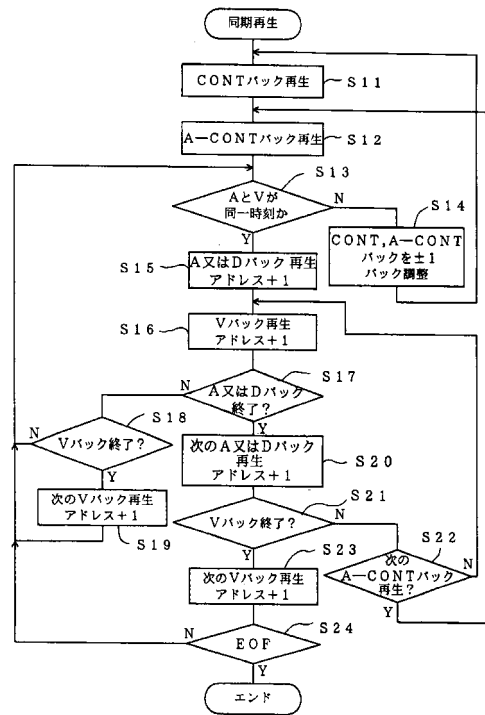 同期再生
CONTパック再生
S11
A－CONTパック再生
S12
S13
AとVが
同一時刻か
N
Y
S14
CONT,A－CONT
パックを±1
パック調整
S15
A又はDパック再生
アドレス＋1
S16
Vパック再生
アドレス＋1
S17
A又はDパック
終了？
N
Y
S18
Vパック終了？
N
Y
次のA又はDパック
再生
アドレス＋1
S20
次のVパック再生
アドレス＋1
S19
S21
Vパック終了？
N
Y
S22
次の
A－CONTパック
再生？
N
Y
S23
次のVパック再生
アドレス＋1
S24
EOF
N
Y
エンド